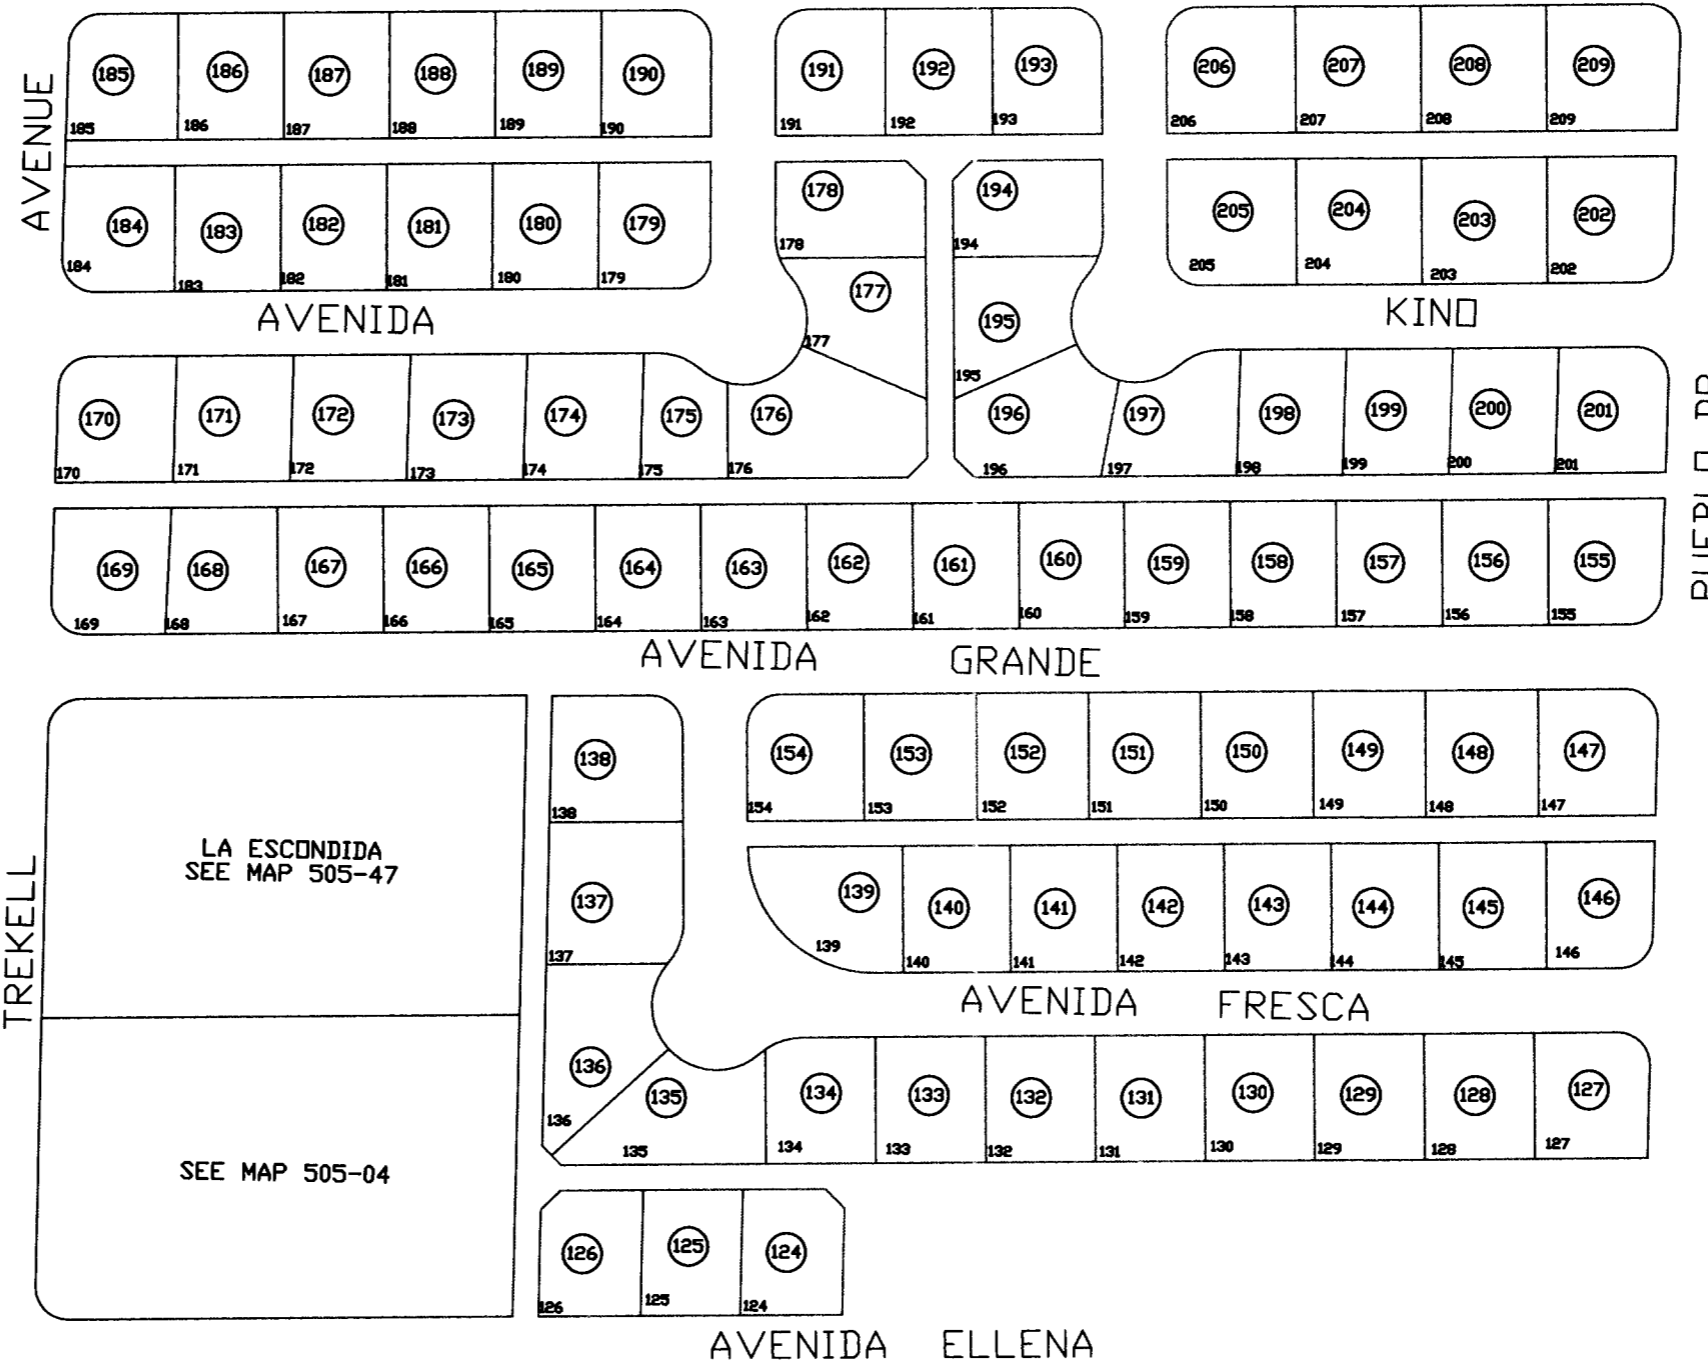 185 186 187 188 189 190 191 192 193 206 207 208 209
185 186 187 188 189 190 191 192 193 206 207 208 209
AVENUE
184 183 182 181 180 179 178 194 205 204 203 202
184 183 182 181 180 179 178 194 205 204 203 202
177 195
177 195
AVENIDA KINO
170 171 172 173 174 175 176 196 197 198 199 200 201
170 171 172 173 174 175 176 196 197 198 199 200 201
169 168 167 166 165 164 163 162 161 160 159 158 157 156 155
169 168 167 166 165 164 163 162 161 160 159 158 157 156 155
AVENIDA GRANDE
138 154 153 152 151 150 149 148 147
138 154 153 152 151 150 149 148 147
LA ESCONDIDA
SEE MAP 505-47
TREKELL
137 139 140 141 142 143 144 145 146
137 139 140 141 142 143 144 145 146
AVENIDA FRESCA
136 135 134 133 132 131 130 129 128 127
136 135 134 133 132 131 130 129 128 127
SEE MAP 505-04
126 125 124
126 125 124
AVENIDA ELLENA